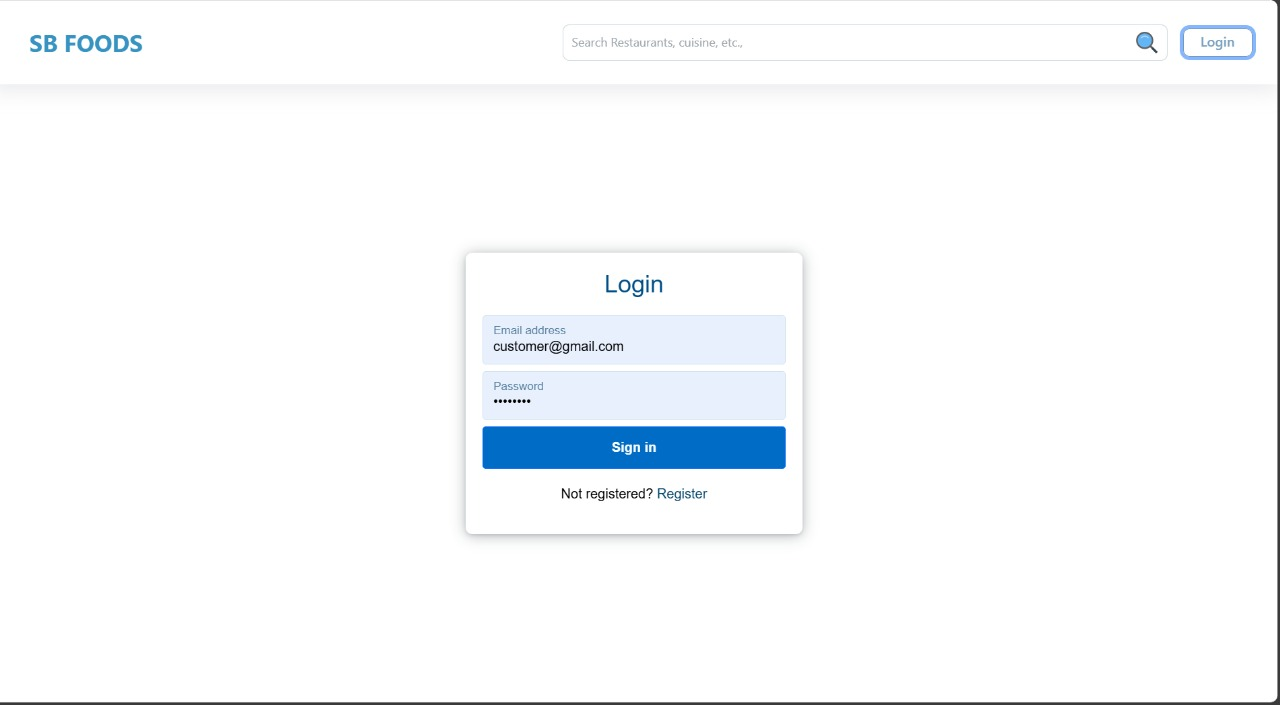 SB FOODS
Search Restaurants, cuisine, etc.,
Login
Login
Email address
customer@gmail.com
Password
••••••••
Sign in
Not registered? Register